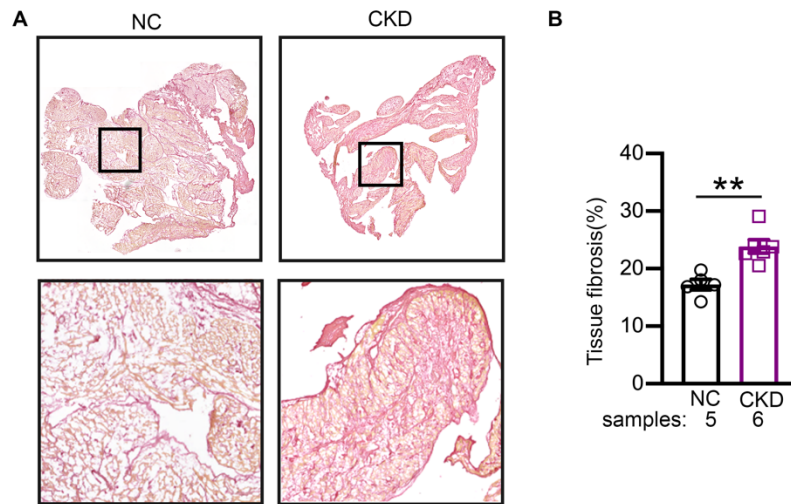 A
NC
CKD
B
**
Tissue fibrosis(%)
40
30
20
10
0
NC CKD
samples: 5 6